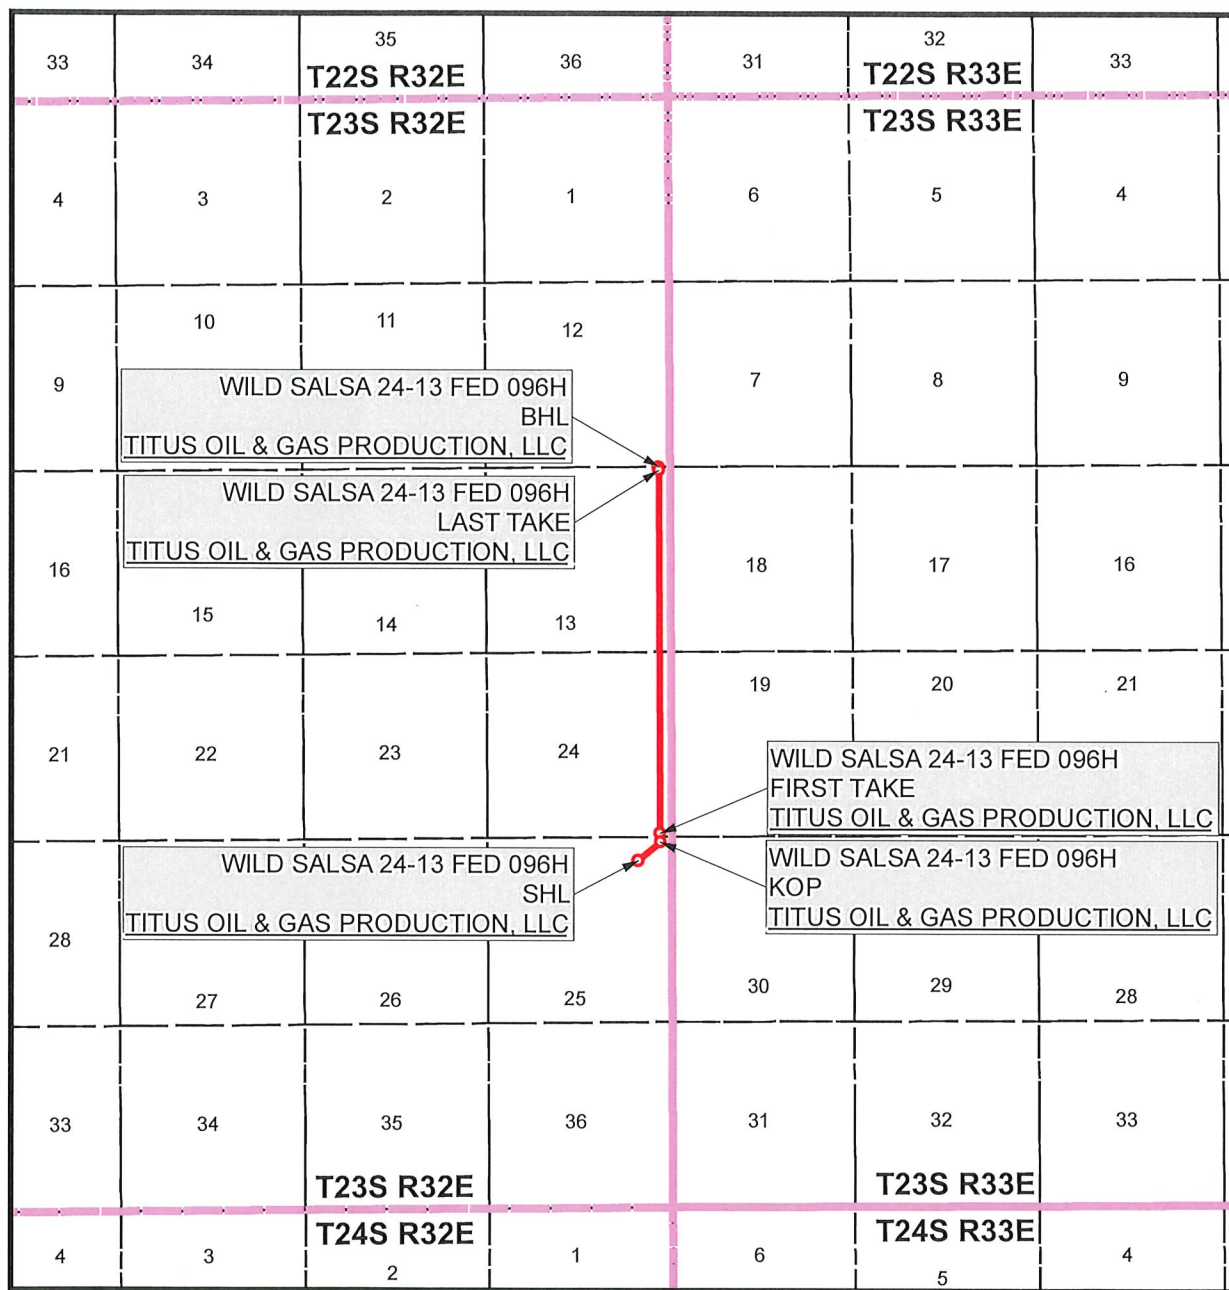 33 34 35 36 31 32 33
T22S R32E T22S R33E
T23S R32E T23S R33E
4 3 2 1 6 5 4
10 11 12
9 7 8 9
WILD SALSA 24-13 FED 096H
BHL
TITUS OIL & GAS PRODUCTION, LLC
WILD SALSA 24-13 FED 096H
LAST TAKE
TITUS OIL & GAS PRODUCTION, LLC
16 18 17 16
15 14 13
19 20 21
21 22 23 24
WILD SALSA 24-13 FED 096H
FIRST TAKE
TITUS OIL & GAS PRODUCTION, LLC
WILD SALSA 24-13 FED 096H
SHL
TITUS OIL & GAS PRODUCTION, LLC
WILD SALSA 24-13 FED 096H
KOP
TITUS OIL & GAS PRODUCTION, LLC
28
27 26 25 30 29 28
33 34 35 36 31 32 33
T23S R32E T23S R33E
T24S R32E T24S R33E
4 3 2 1 6 5 4